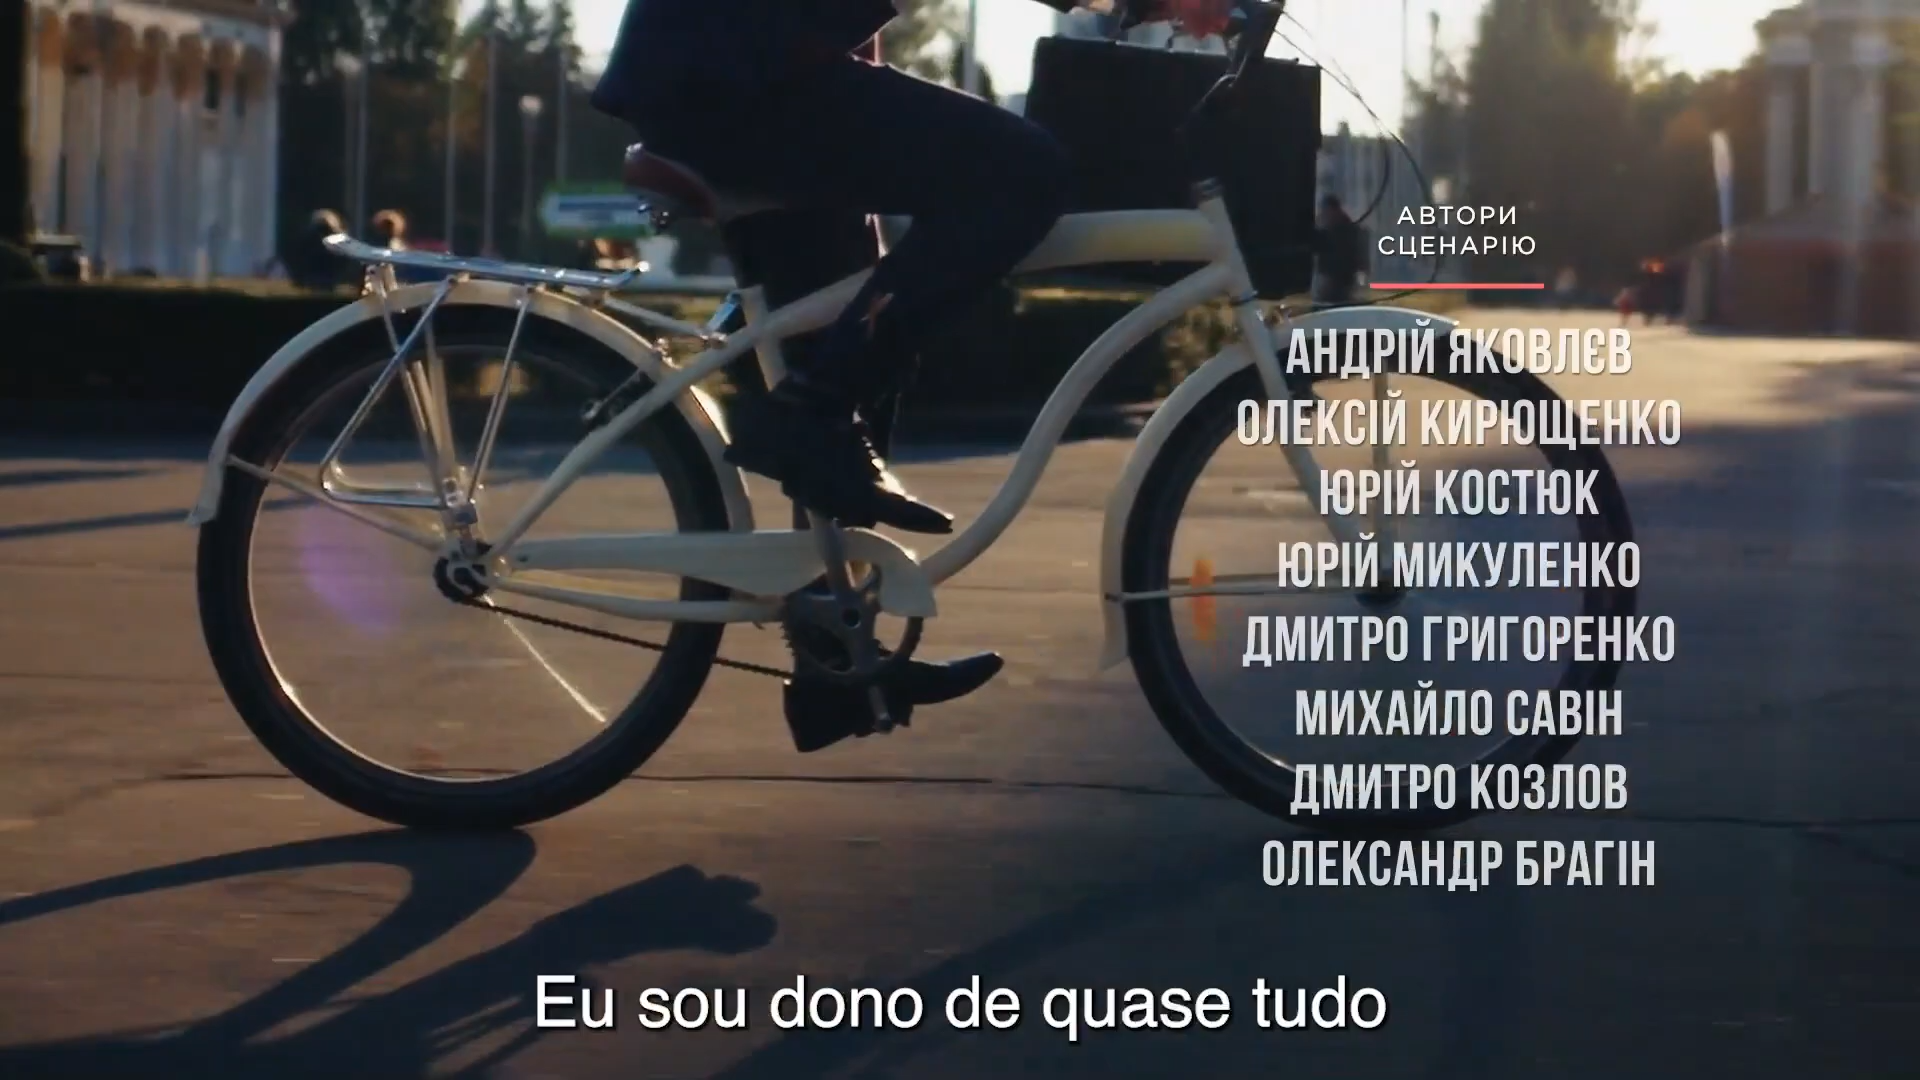 АВТОРИ
СЦЕНАРІЮ
АНДРІЙ ЯКОВЛЄВ
ОЛЕКСІЙ КИРЮЩЕНКО
ЮРІЙ КОСТЮК
ЮРІЙ МИКУЛЕНКО
ДМИТРО ГРИГОРЕНКО
МИХАЙЛО САВІН
ДМИТРО КОЗЛОВ
ОЛЕКСАНДР БРАГІН
Eu sou dono de quase tudo